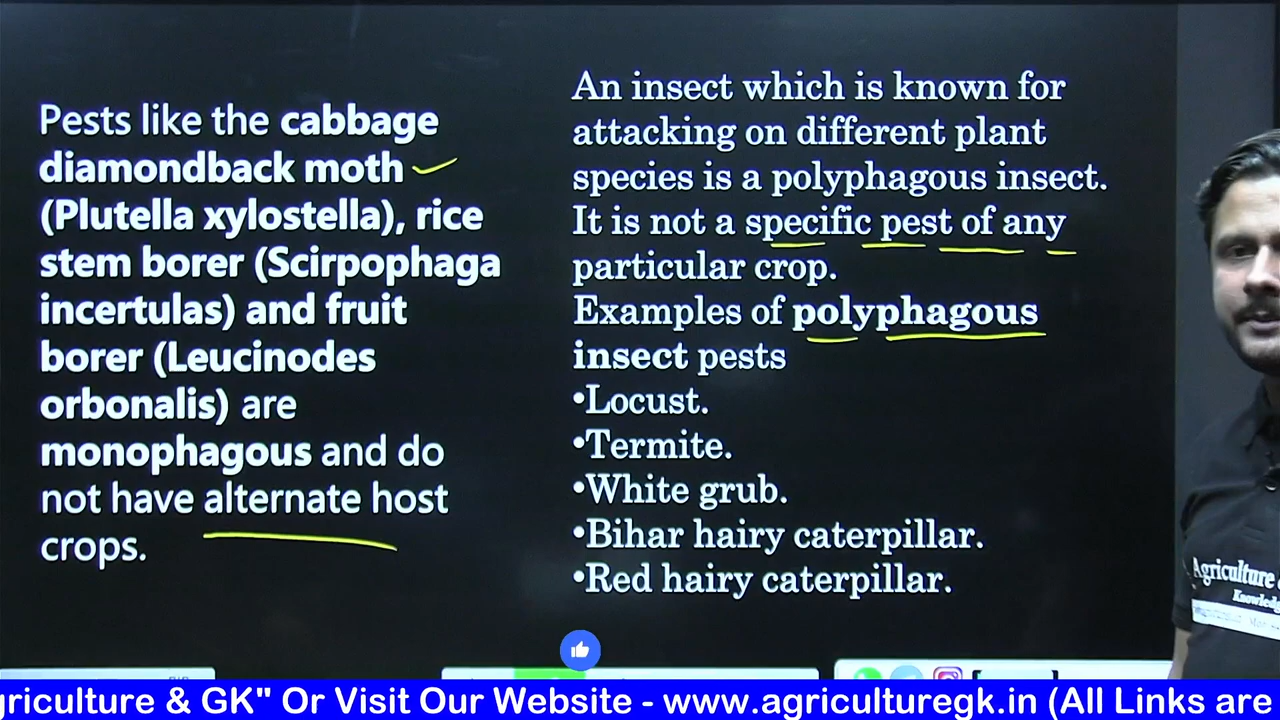 Pests like the cabbage
diamondback moth
(Plutella xylostella), rice
stem borer (Scirpophaga
incertulas) and fruit
borer (Leucinodes
orbonalis) are
monophagous and do
not have alternate host
crops.
An insect which is known for
attacking on different plant
species is a polyphagous insect.
It is not a specific pest of any
particular crop.
Examples of polyphagous
insect pests
•Locust.
•Termite.
•White grub.
•Bihar hairy caterpillar.
•Red hairy caterpillar.
Agriculture
griculture & GK" Or Visit Our Website - www.agriculturegk.in (All Links are